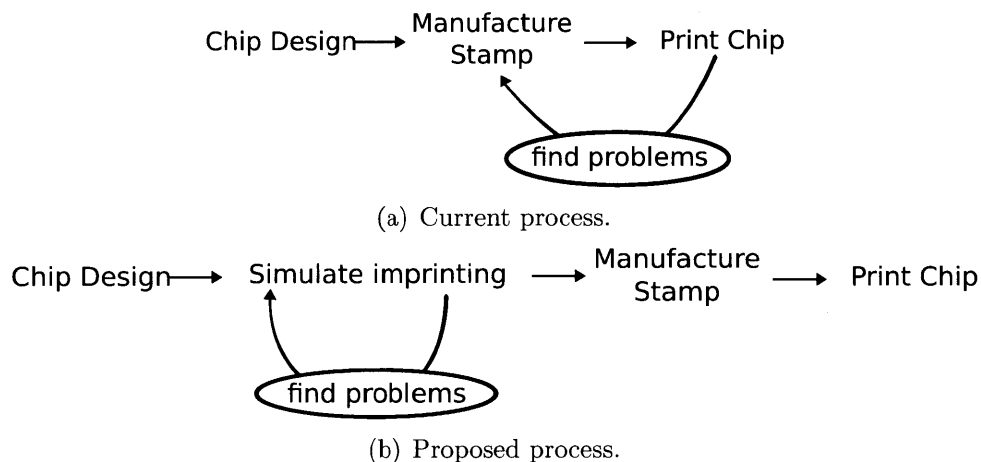 Chip Design
Manufacture
Stamp
Print Chip
find problems
(a) Current process.
Chip Design
Simulate imprinting
Manufacture
Stamp
Print Chip
find problems
(b) Proposed process.